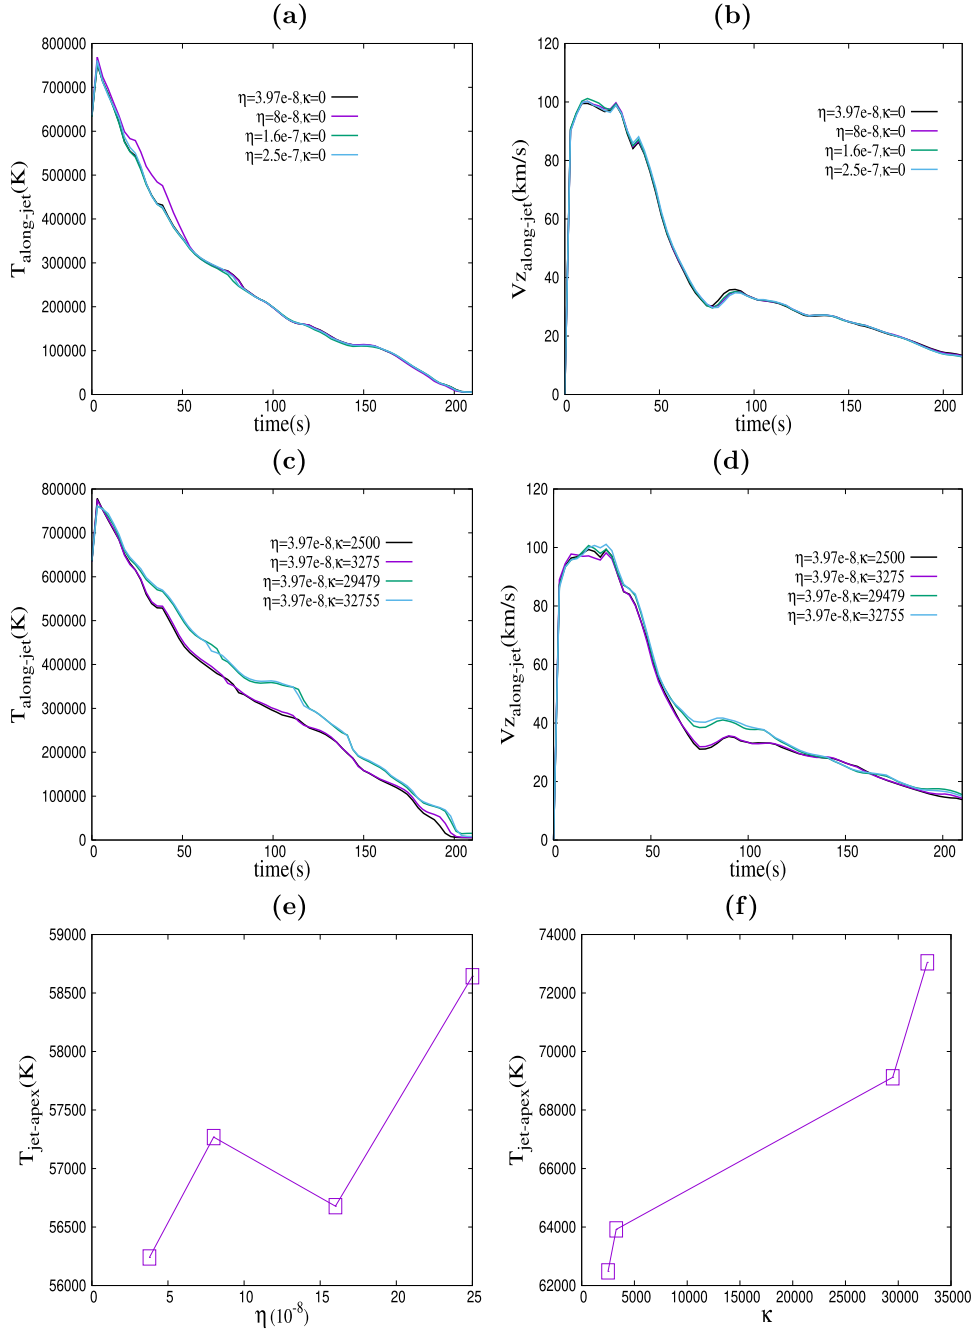 (a)
800000
700000
600000
500000
400000
300000
200000
100000
0
T along-jet (K)
η=3.97e-8,κ=0
η=8e-8,κ=0
η=1.6e-7,κ=0
η=2.5e-7,κ=0
0 50 100 150 200
time(s)
(b)
120
100
80
60
40
20
0
Vz along-jet (km/s)
η=3.97e-8,κ=0
η=8e-8,κ=0
η=1.6e-7,κ=0
η=2.5e-7,κ=0
0 50 100 150 200
time(s)
(c)
800000
700000
600000
500000
400000
300000
200000
100000
0
T along-jet (K)
η=3.97e-8,κ=2500
η=3.97e-8,κ=3275
η=3.97e-8,κ=29479
η=3.97e-8,κ=32755
0 50 100 150 200
time(s)
(d)
120
100
80
60
40
20
0
Vz along-jet (km/s)
η=3.97e-8,κ=2500
η=3.97e-8,κ=3275
η=3.97e-8,κ=29479
η=3.97e-8,κ=32755
0 50 100 150 200
time(s)
(e)
59000
58500
58000
57500
57000
56500
56000
T jet-apex (K)
0 5 10 15 20 25
η (10⁻⁸)
(f)
74000
72000
70000
68000
66000
64000
62000
T jet-apex (K)
0 5000 10000 15000 20000 25000 30000 35000
κ